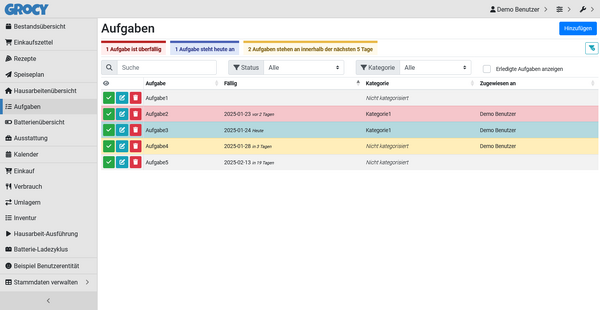 GROCY
Demo Benutzer
Bestandsübersicht
Einkaufszettel
Rezepte
Speiseplan
Hausarbeitenübersicht
Aufgaben
Batterienübersicht
Ausstattung
Kalender
Einkauf
Verbrauch
Umlagern
Inventur
Hausarbeit-Ausführung
Batterie-Ladezyklus
Beispiel Benutzerentität
Stammdaten verwalten
Aufgaben
Hinzufügen
1 Aufgabe ist überfällig
1 Aufgabe steht heute an
2 Aufgaben stehen an innerhalb der nächsten 5 Tage
Suche
Status
Alle
Kategorie
Alle
Erledigte Aufgaben anzeigen
Aufgabe Fällig Kategorie Zugewiesen an
Aufgabe1 Nicht kategorisiert
Aufgabe2 2025-01-23 vor 2 Tagen Kategorie1 Demo Benutzer
Aufgabe3 2025-01-24 Heute Kategorie1 Demo Benutzer
Aufgabe4 2025-01-28 in 3 Tagen Nicht kategorisiert Demo Benutzer
Aufgabe5 2025-02-13 in 19 Tagen Nicht kategorisiert